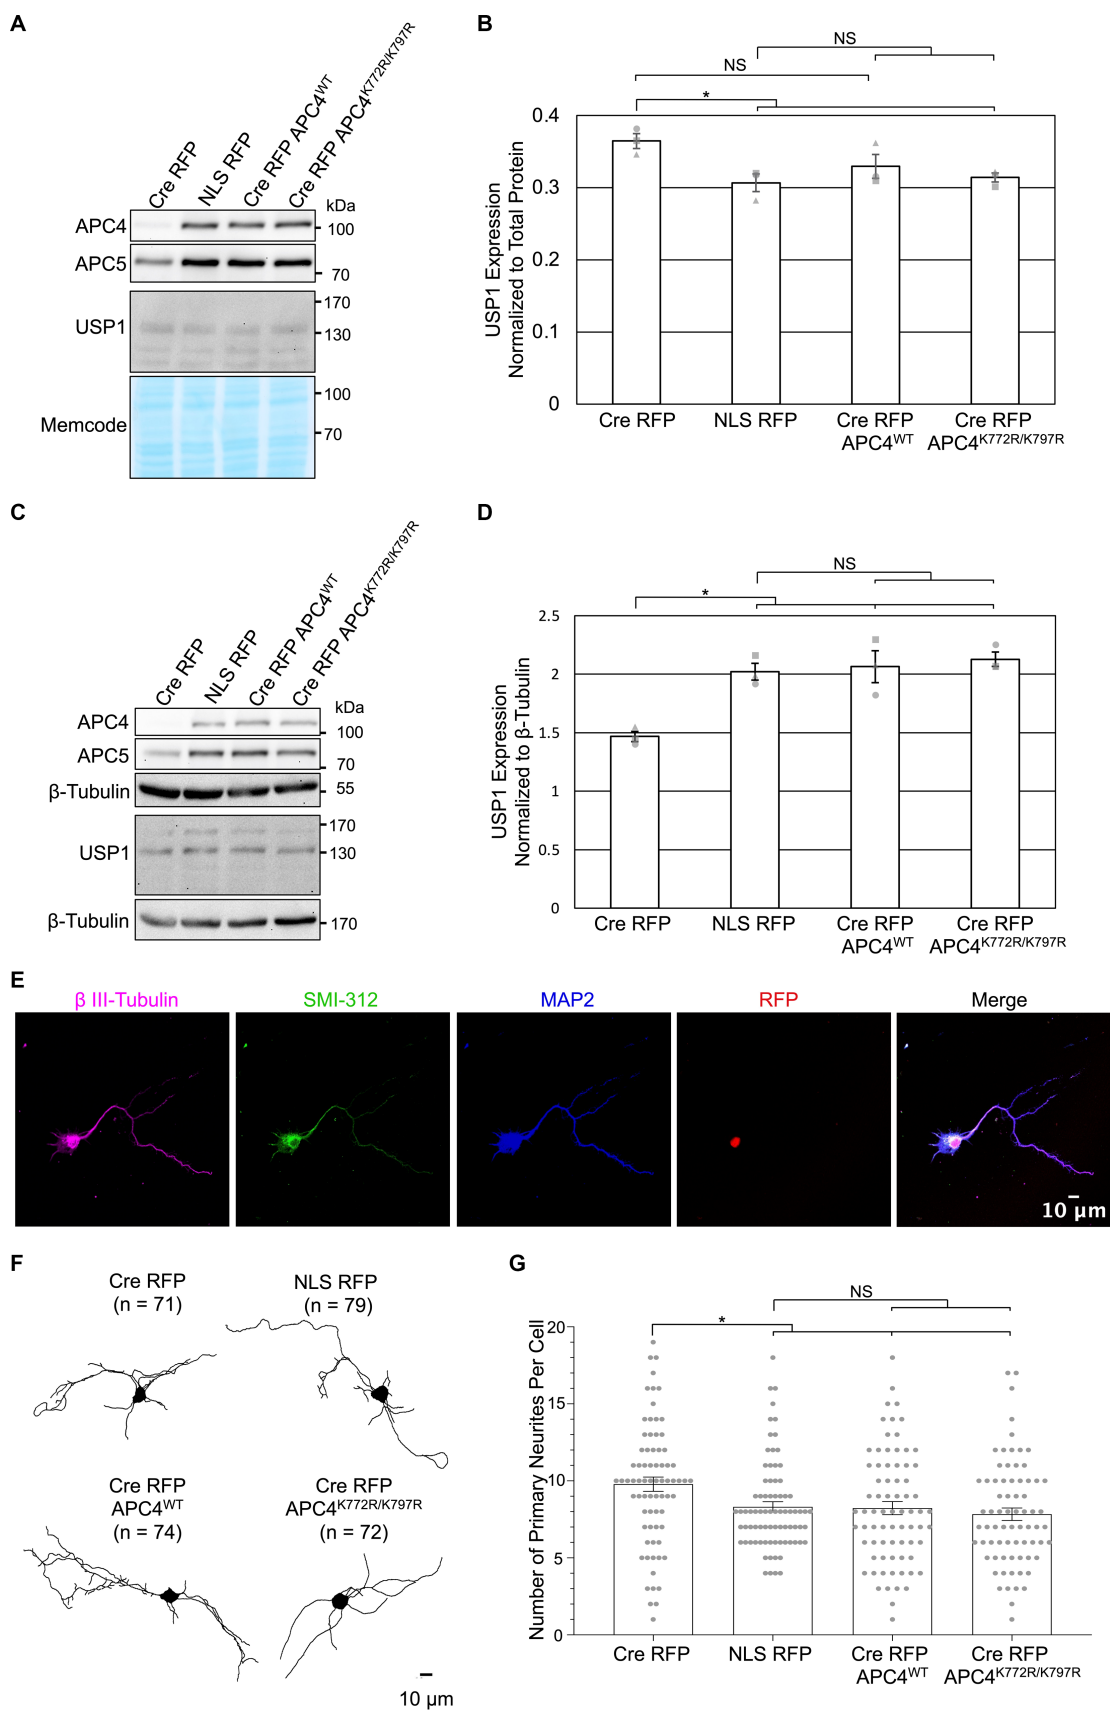 A
Cre RFP
NLS RFP
Cre RFP APC4WT
Cre RFP APC4K772R/K797R
kDa
APC4
100
APC5
70
170
USP1
130
100
Memcode
70
B
NS
NS
*
0.4
0.3
0.2
0.1
0
USP1 Expression
Normalized to Total Protein
Cre RFP
NLS RFP
Cre RFP
APC4WT
Cre RFP
APC4K772R/K797R
C
Cre RFP
NLS RFP
Cre RFP APC4WT
Cre RFP APC4K772R/K797R
kDa
APC4
100
APC5
70
β-Tubulin
55
170
USP1
130
β-Tubulin
170
D
NS
*
2.5
2
1.5
1
0.5
0
USP1 Expression
Normalized to β-Tubulin
Cre RFP
NLS RFP
Cre RFP
APC4WT
Cre RFP
APC4K772R/K797R
E
β III-Tubulin
SMI-312
MAP2
RFP
Merge
10 μm
F
Cre RFP
(n = 71)
NLS RFP
(n = 79)
Cre RFP
APC4WT
(n = 74)
Cre RFP
APC4K772R/K797R
(n = 72)
10 μm
G
NS
*
20
15
10
5
0
Number of Primary Neurites Per Cell
Cre RFP
NLS RFP
Cre RFP
APC4WT
Cre RFP
APC4K772R/K797R